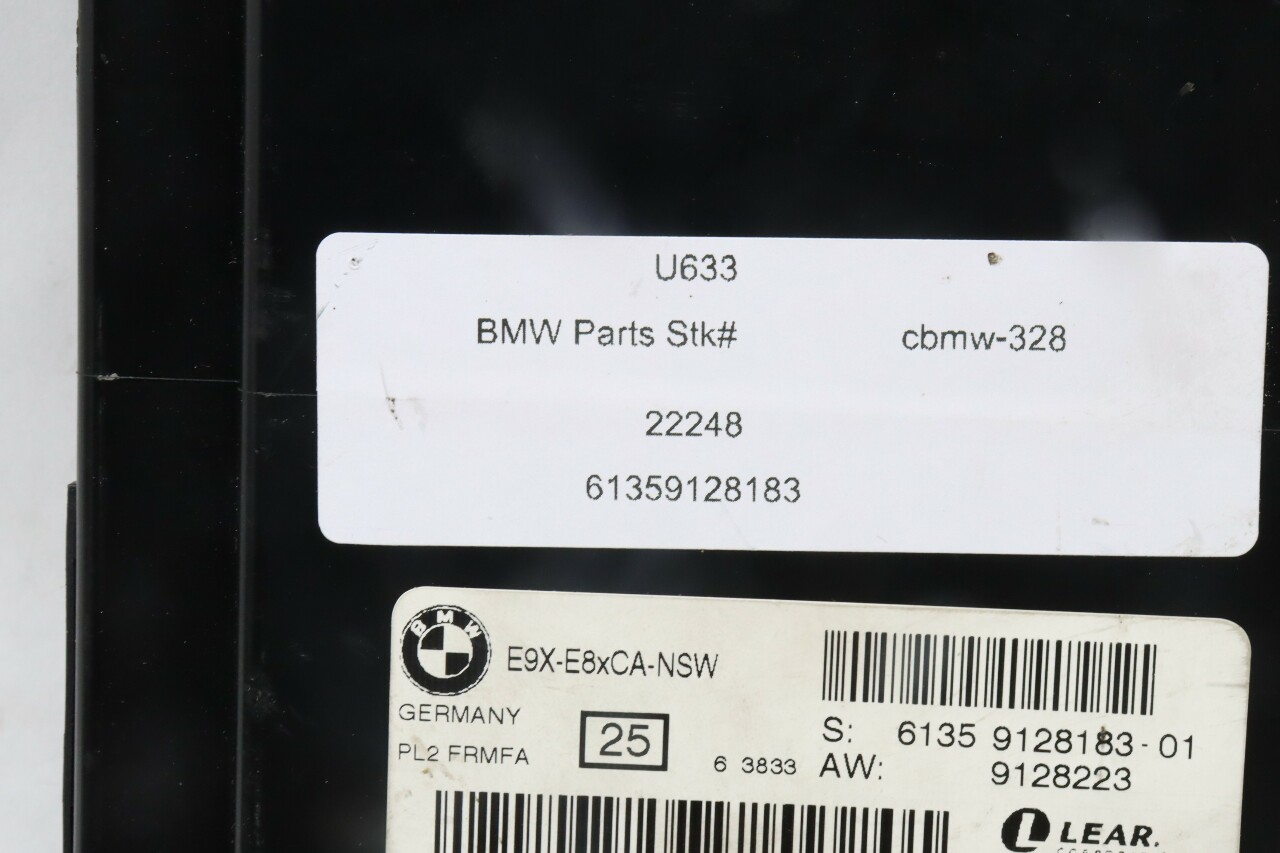 U633
BMW Parts Stk# cbmw-328
22248
61359128183
BMW E9X-E8xCA-NSW
GERMANY
PL2 FRMFA 25 6 3833
S: 6135 9128183-01
AW: 9128223
LEAR.